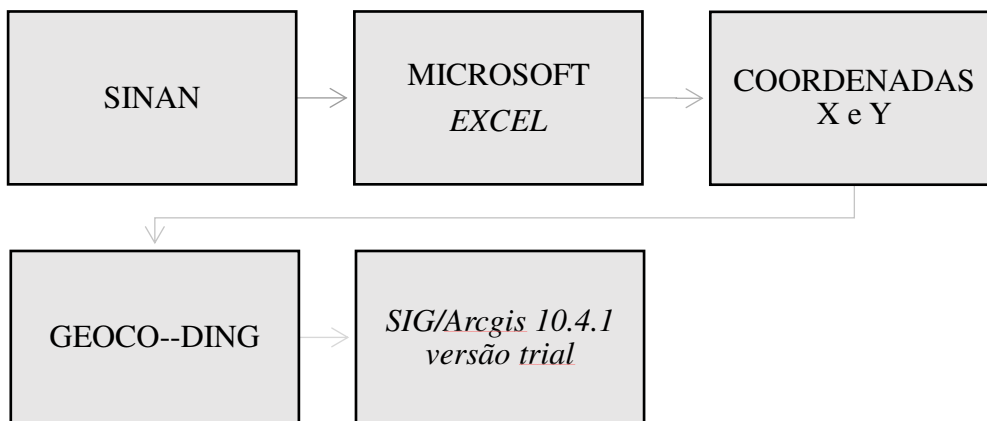 SINAN
MICROSOFT
EXCEL
COORDENADAS
X e Y
GEOCO--DING
SIG/Arcgis 10.4.1
versão trial